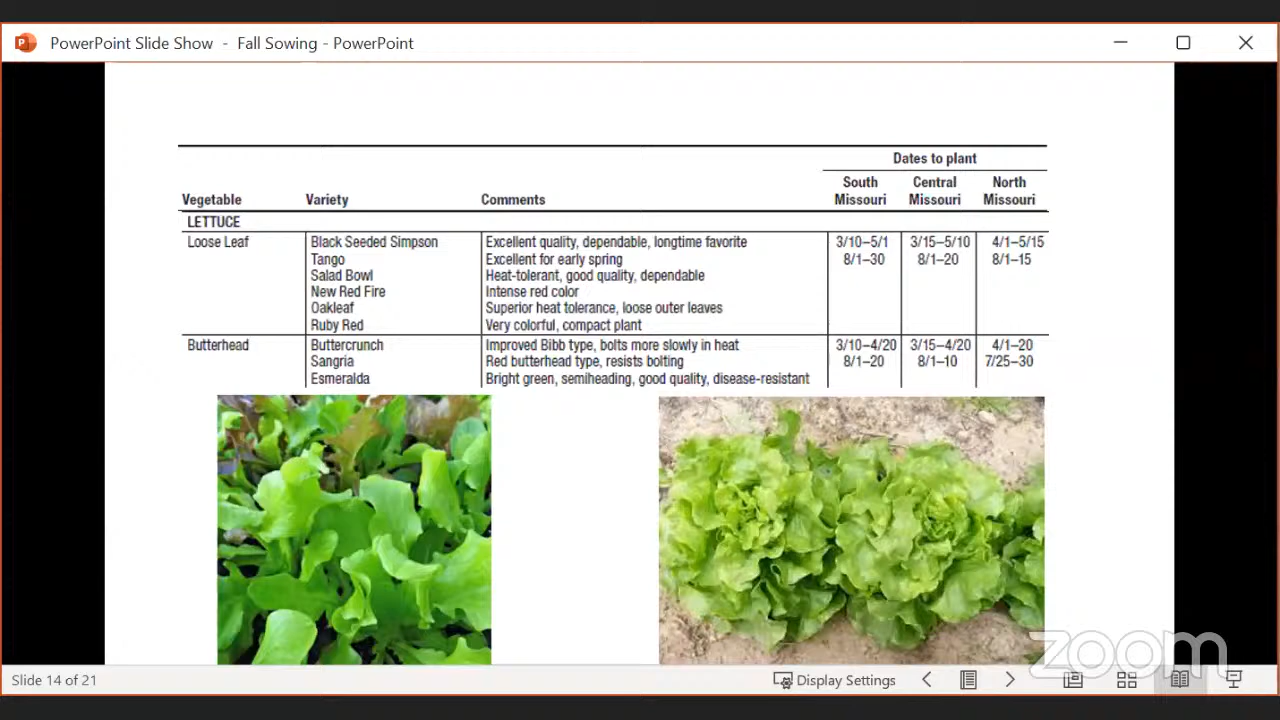 PowerPoint Slide Show - Fall Sowing - PowerPoint
Dates to plant
South Central North
Vegetable Variety Comments Missouri Missouri Missouri
LETTUCE
Loose Leaf Black Seeded Simpson Excellent quality, dependable, longtime favorite 3/10–5/1 3/15–5/10 4/1–5/15
Tango Excellent for early spring 8/1–30 8/1–20 8/1–15
Salad Bowl Heat-tolerant, good quality, dependable
New Red Fire Intense red color
Oakleaf Superior heat tolerance, loose outer leaves
Ruby Red Very colorful, compact plant
Butterhead Buttercrunch Improved Bibb type, bolts more slowly in heat 3/10–4/20 3/15–4/20 4/1–20
Sangria Red butterhead type, resists bolting 8/1–20 8/1–10 7/25–30
Esmeralda Bright green, semiheading, good quality, disease-resistant
zoom
Slide 14 of 21 Display Settings